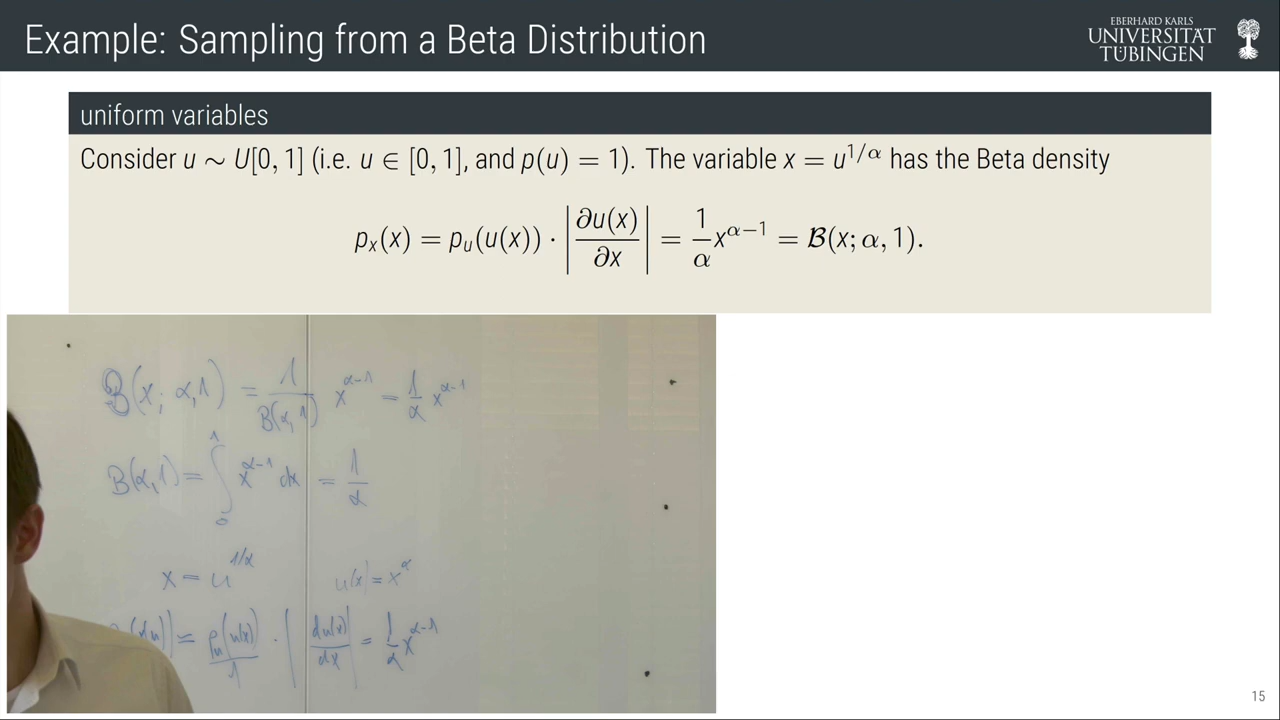 Example: Sampling from a Beta Distribution
EBERHARD KARLS
UNIVERSITÄT
TÜBINGEN
uniform variables
Consider u ∼ U[0, 1] (i.e. u ∈ [0, 1], and p(u) = 1). The variable x = u^{1/α} has the Beta density
p_x(x) = p_u(u(x)) · |∂u(x)/∂x| = 1/α x^{α−1} = B(x; α, 1).
B(x; α,1) = 1/B(α,1) x^{α-1} = 1/α x^{α-1}
B(α,1) = ∫_0^1 x^{α-1} dx = 1/α
x = u^{1/α} u(x) = x^α
= p_u(u(x))/1 · |du(x)/dx| = 1/α x^{α-1}
15